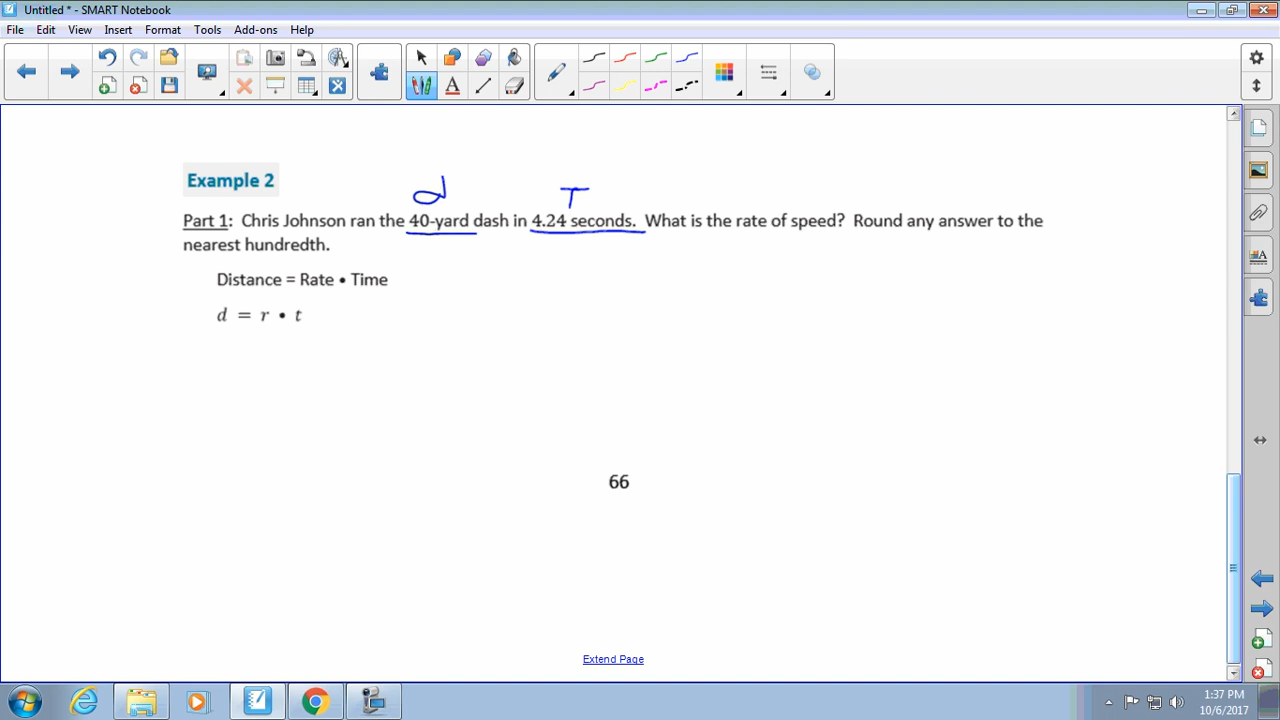 Untitled * - SMART Notebook
File Edit View Insert Format Tools Add-ons Help
Example 2
d T
Part 1: Chris Johnson ran the 40-yard dash in 4.24 seconds. What is the rate of speed? Round any answer to the
nearest hundredth.
Distance = Rate • Time
d = r • t
66
Extend Page
1:37 PM
10/6/2017